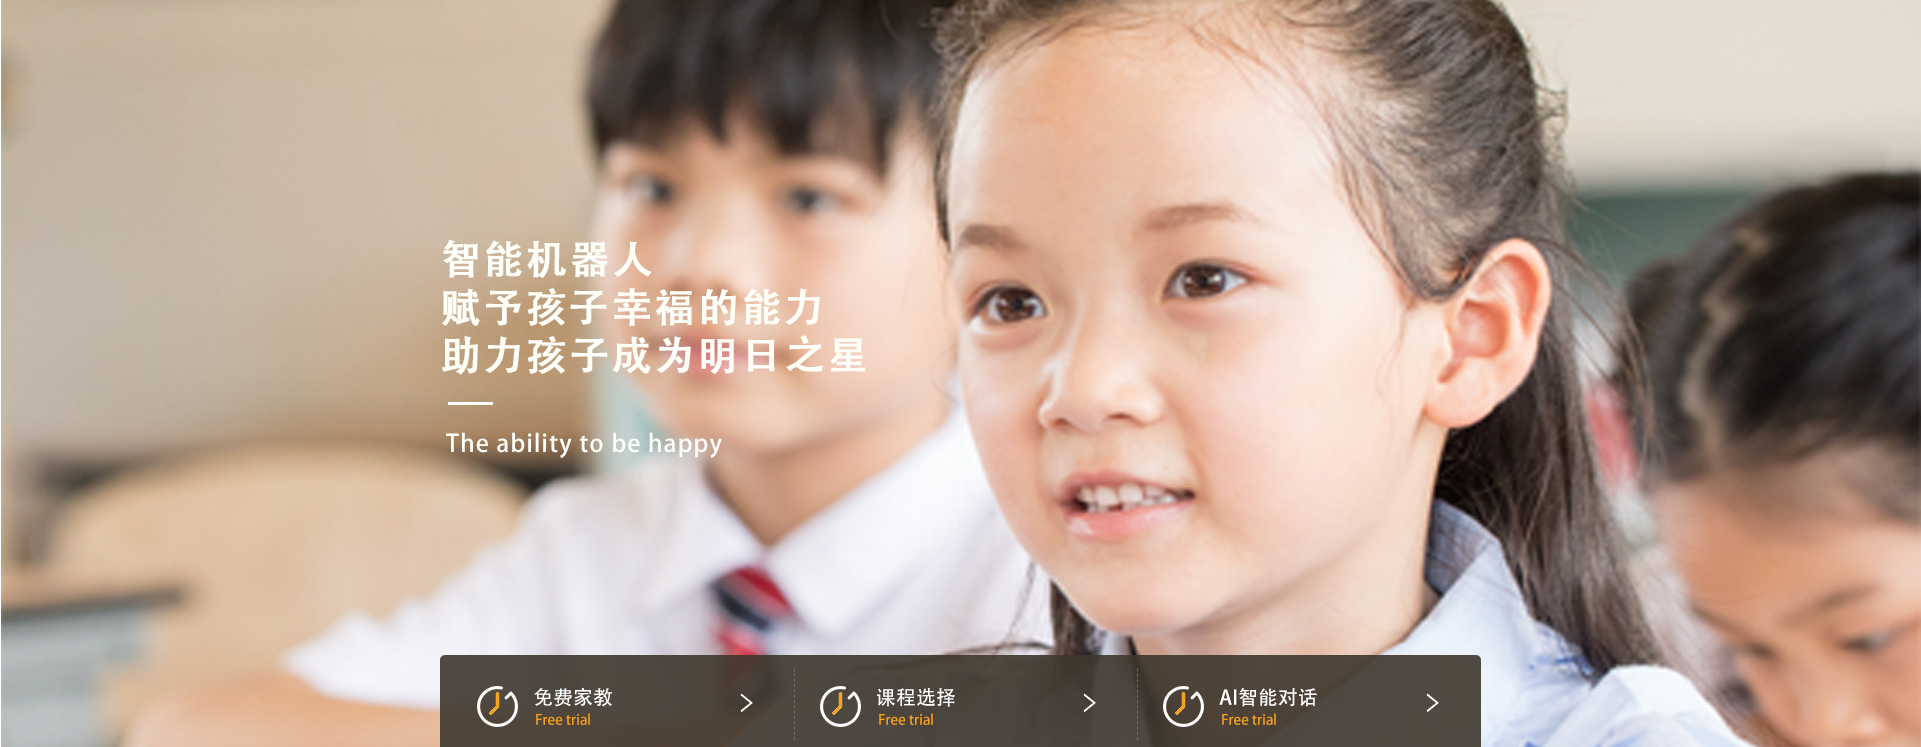 智能机器人
赋予孩子幸福的能力
助力孩子成为明日之星
The ability to be happy
免费家教
Free trial
课程选择
Free trial
AI智能对话
Free trial